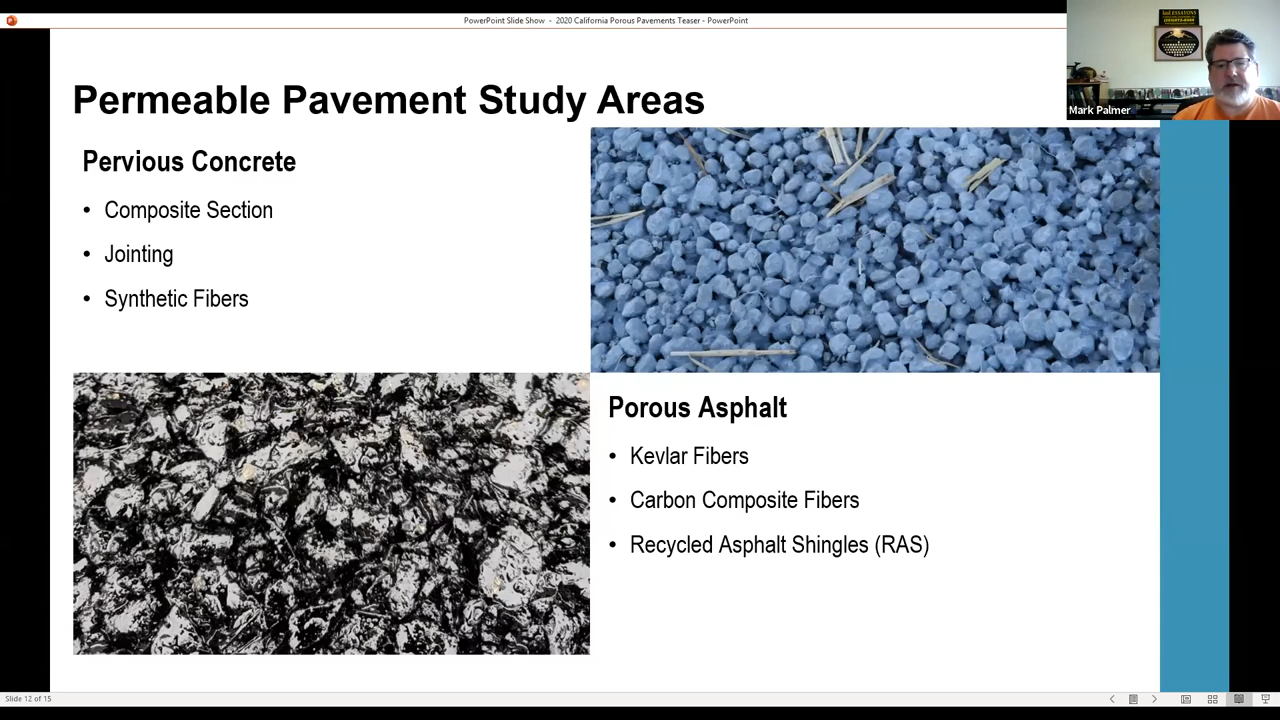 PowerPoint Slide Show - 2020 California Porous Pavements Teaser - PowerPoint
Mark Palmer
Permeable Pavement Study Areas
Pervious Concrete
• Composite Section
• Jointing
• Synthetic Fibers
Porous Asphalt
• Kevlar Fibers
• Carbon Composite Fibers
• Recycled Asphalt Shingles (RAS)
Slide 12 of 15